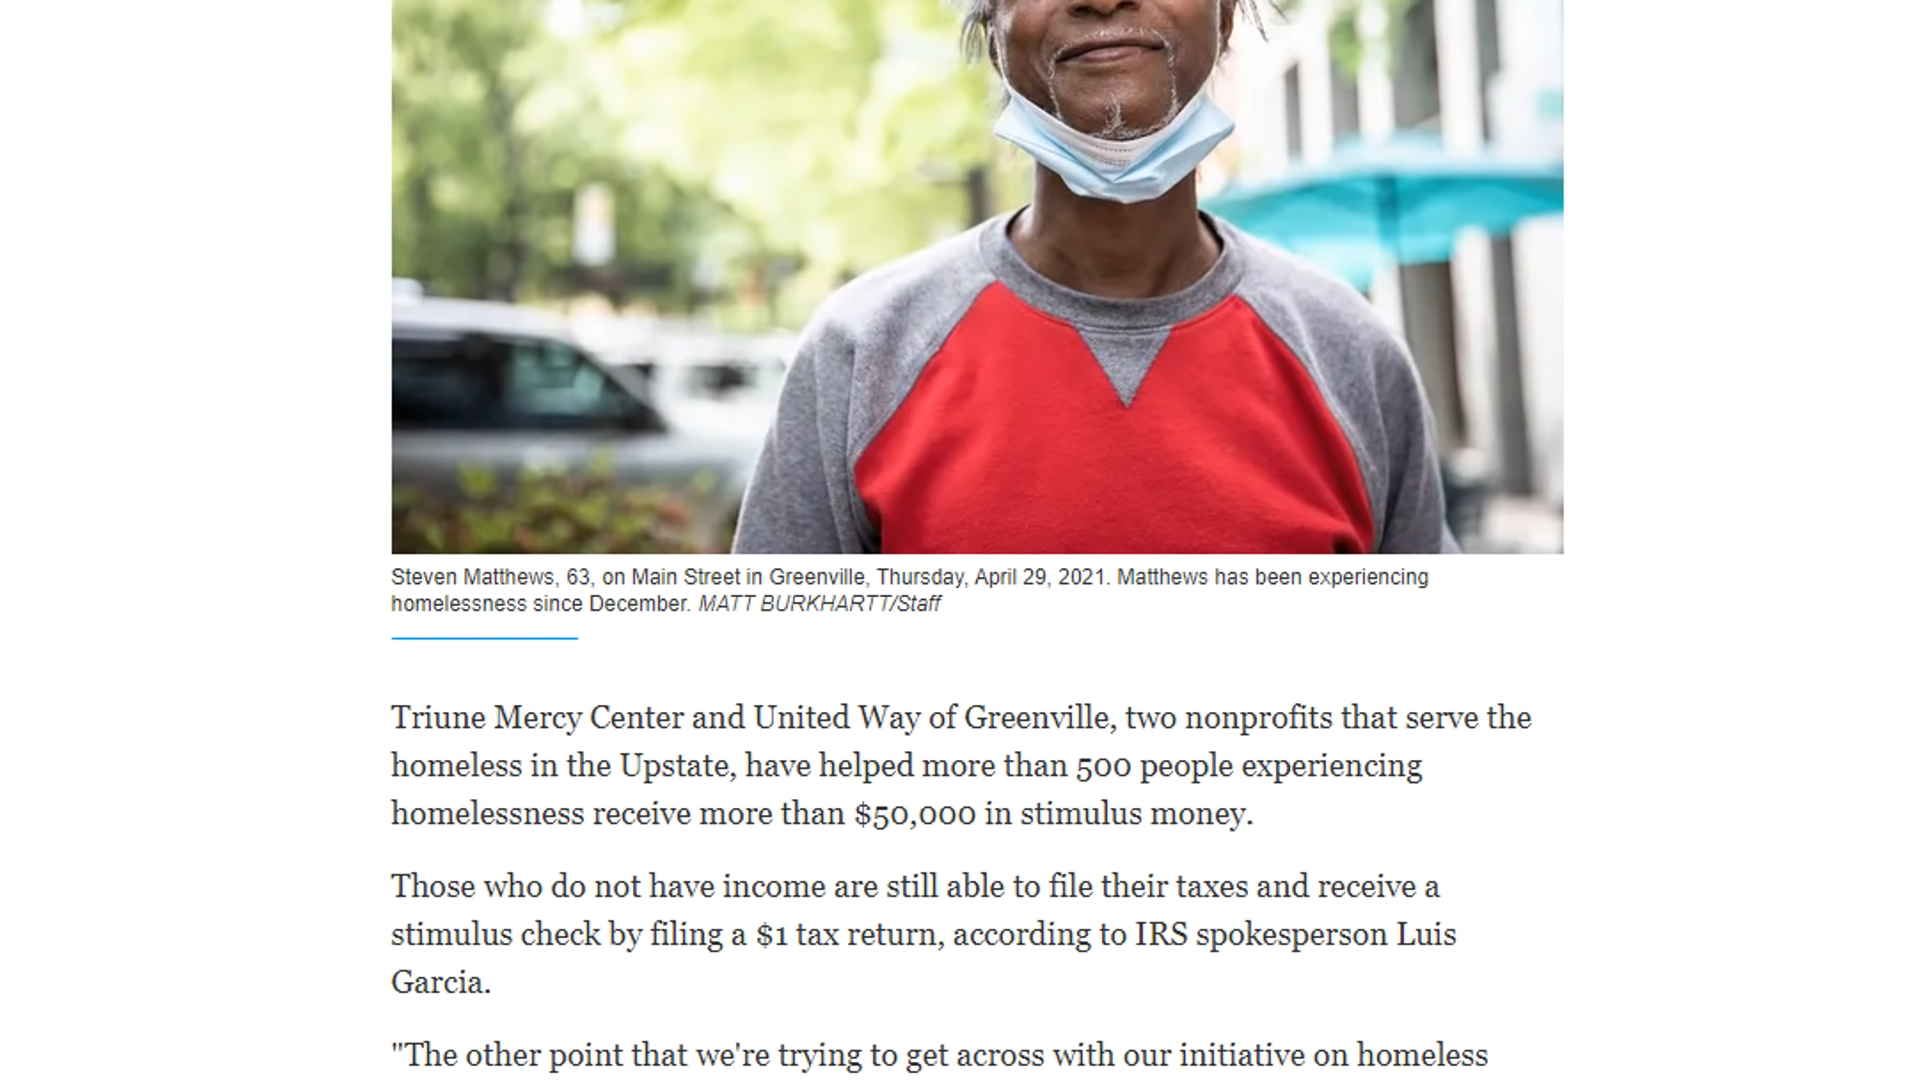 Steven Matthews, 63, on Main Street in Greenville, Thursday, April 29, 2021. Matthews has been experiencing
homelessness since December. MATT BURKHARTT/Staff
Triune Mercy Center and United Way of Greenville, two nonprofits that serve the
homeless in the Upstate, have helped more than 500 people experiencing
homelessness receive more than $50,000 in stimulus money.
Those who do not have income are still able to file their taxes and receive a
stimulus check by filing a $1 tax return, according to IRS spokesperson Luis
Garcia.
"The other point that we're trying to get across with our initiative on homeless